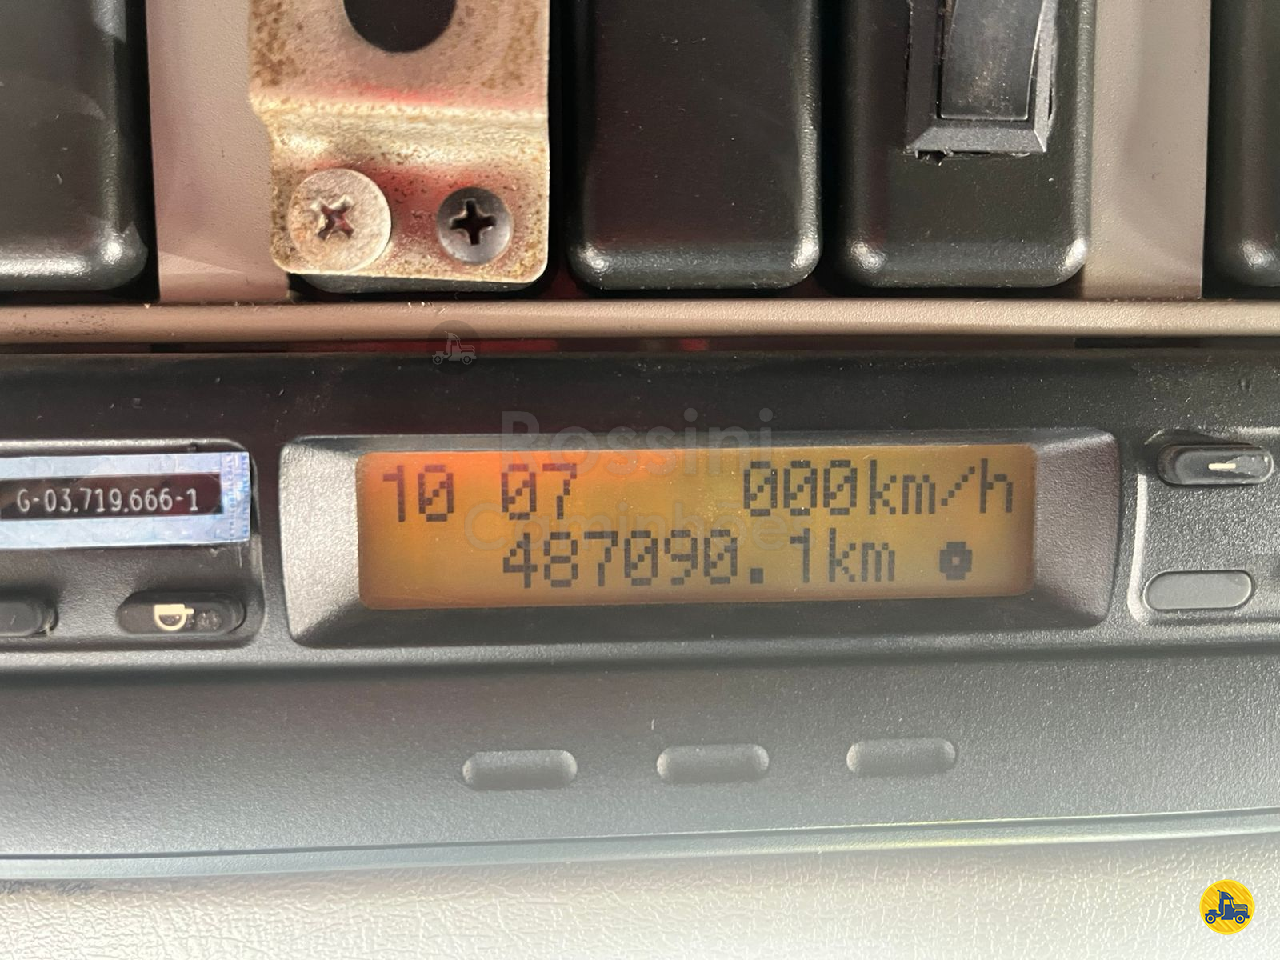 Rossini
Caminhões
G-03.719.666-1
10 07 000km/h
487090.1km